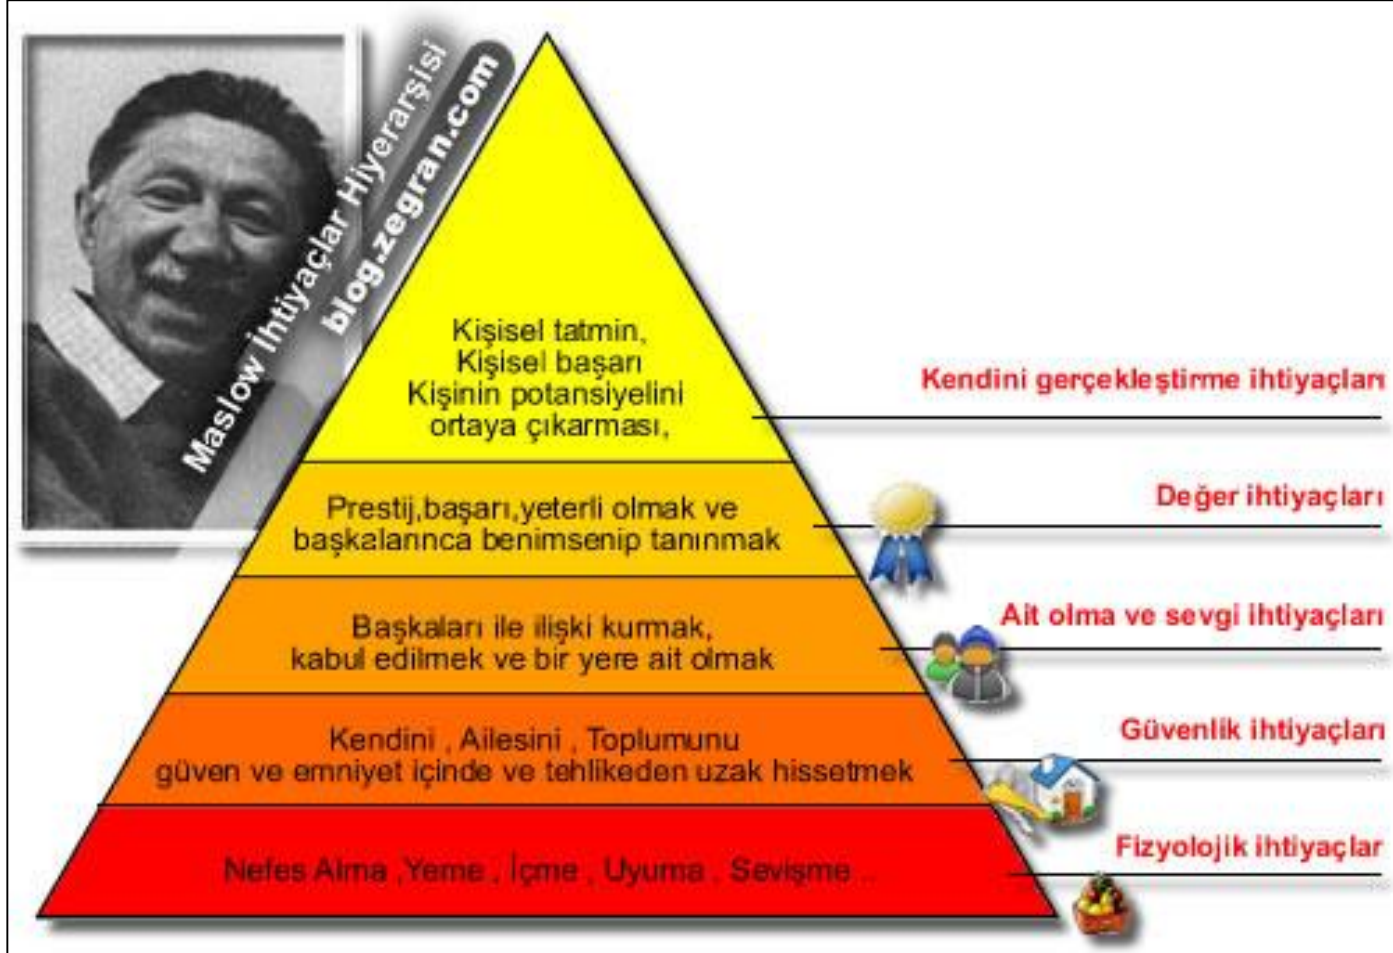 Maslow İhtiyaçlar Hiyerarşisi
blog.zegran.com
Kişisel tatmin,
Kişisel başarı
Kişinin potansiyelini
ortaya çıkarması,
Kendini gerçekleştirme ihtiyaçları
Prestij,başarı,yeterli olmak ve
başkalarınca benimsenip tanınmak
Değer ihtiyaçları
Başkaları ile ilişki kurmak,
kabul edilmek ve bir yere ait olmak
Ait olma ve sevgi ihtiyaçları
Kendini , Ailesini , Toplumunu
güven ve emniyet içinde ve tehlikeden uzak hissetmek
Güvenlik ihtiyaçları
Nefes Alma ,Yeme , İçme , Uyuma , Sevişme ..
Fizyolojik ihtiyaçlar